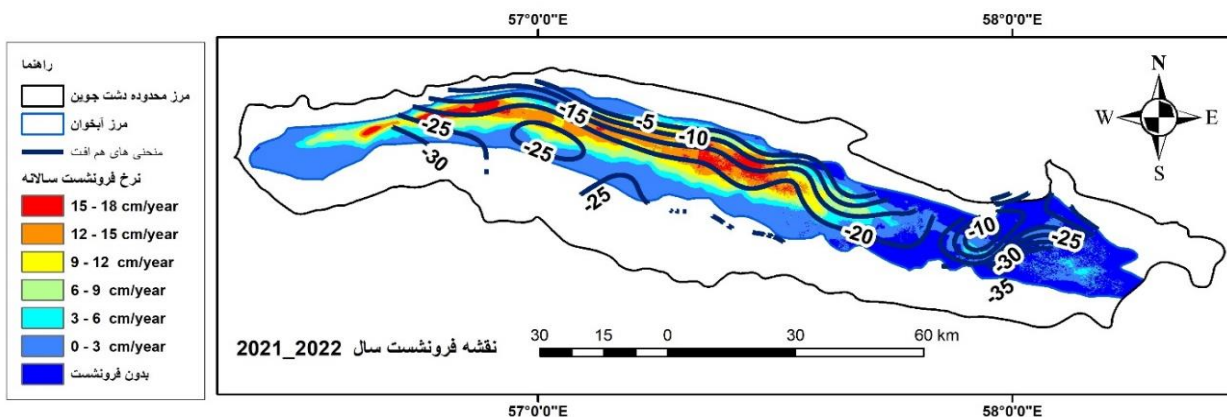 57°0'0"E
58°0'0"E
راهنما
مرز محدوده دشت جوین
مرز آبخوان
منحنی های هم افت
نرخ فرونشست سالانه
15 - 18 cm/year
12 - 15 cm/year
9 - 12 cm/year
6 - 9 cm/year
3 - 6 cm/year
0 - 3 cm/year
بدون فرونشست
N
W
E
S
-15
-5
-10
-25
-30
-25
-25
-20
-10
-25
-30
-35
نقشه فرونشست سال 2021_2022
30 15 0 30 60 km
57°0'0"E
58°0'0"E